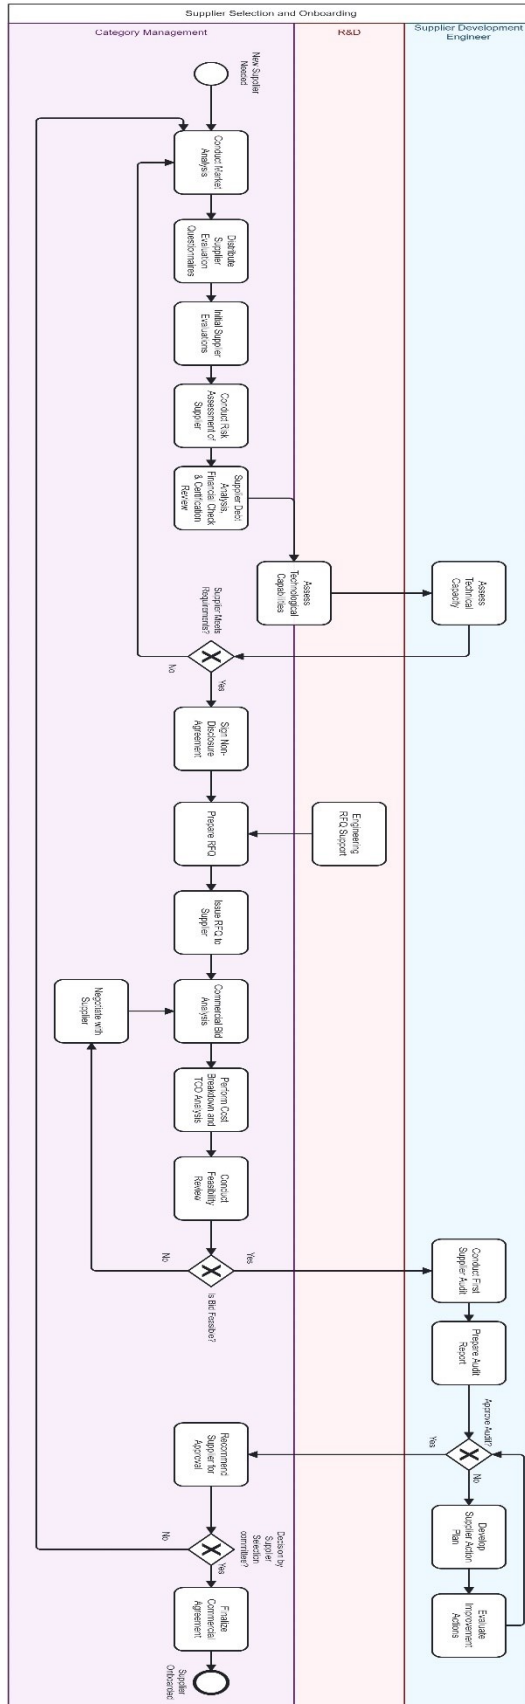 Supplier Selection and Onboarding
Category Management
R&D
Supplier Development
Engineer
New Supplier
Needed
Conduct Market
Analysis
Distribute
Supplier
Evaluation
Questionnaires
Initial Supplier
Evaluations
Conduct Risk
Assessment of
Supplier
Supplier Debt
Analysis,
Financial Check
& Certification
Review
Assess
Technological
Capabilities
Assess
Technical
Capacity
Supplier Meets
Requirements?
No
Yes
Sign Non-
Disclosure
Agreement
Engineering
RFQ Support
Prepare RFQ
Issue RFQ to
Supplier
Commercial Bid
Analysis
Negotiate with
Supplier
Perform Cost
Breakdown and
TCO Analysis
Conduct
Feasibility
Review
Is Bid Feasible?
No
Yes
Conduct First
Supplier Audit
Prepare Audit
Report
Approve Audit?
Yes
No
Develop
Supplier Action
Plan
Evaluate
Improvement
Actions
Recommend
Supplier for
Approval
Decision by
Supplier
Selection
committee?
No
Yes
Finalize
Commercial
Agreement
Supplier
Onboarded